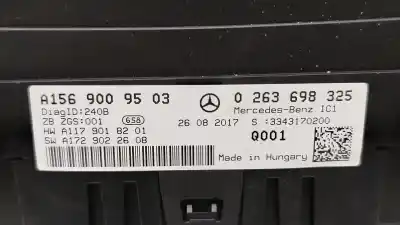 A156 900 95 03 0 263 698 325
DiagID:240B Mercedes-Benz IC1
ZB ZGS:001 658 26 08 2017 S :3343170200
HW A117 901 82 01 Q001
SW A172 902 26 08 Made in Hungary